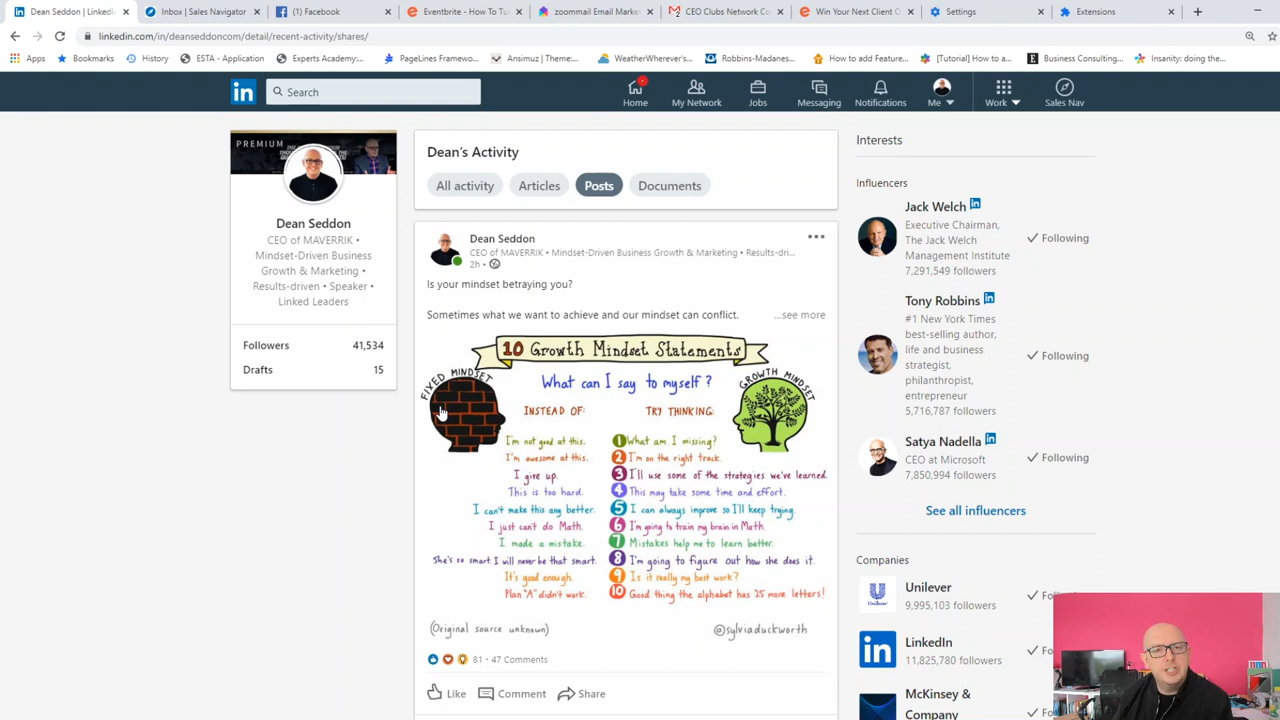 Dean Seddon | LinkedI
Inbox | Sales Navigator
(1) Facebook
Eventbrite - How To Tu
zoommail Email Marke
CEO Clubs Network Co
Win Your Next Client O
Settings
Extensions
linkedin.com/in/deanseddoncom/detail/recent-activity/shares/
Apps
Bookmarks
History
ESTA - Application
Experts Academy:...
PageLines Framewo...
Ansimuz | Theme:...
WeatherWherever's...
Robbins-Madanes...
How to add Feature...
[Tutorial] How to a...
Business Consulting...
Insanity: doing the...
in
Search
Home
My Network
Jobs
Messaging
Notifications
Me
Work
Sales Nav
PREMIUM
Dean Seddon
CEO of MAVERRIK •
Mindset-Driven Business
Growth & Marketing •
Results-driven • Speaker •
Linked Leaders
Followers 41,534
Drafts 15
Dean's Activity
All activity
Articles
Posts
Documents
Dean Seddon
CEO of MAVERRIK • Mindset-Driven Business Growth & Marketing • Results-dri...
2h •
Is your mindset betraying you?
Sometimes what we want to achieve and our mindset can conflict. ...see more
10 Growth Mindset Statements
What can I say to myself?
FIXED MINDSET
GROWTH MINDSET
INSTEAD OF: TRY THINKING:
I'm not good at this. 1 What am I missing?
I'm awesome at this. 2 I'm on the right track.
I give up. 3 I'll use some of the strategies we've learned.
This is too hard. 4 This may take some time and effort.
I can't make this any better. 5 I can always improve so I'll keep trying.
I just can't do Math. 6 I'm going to train my brain in Math.
I made a mistake. 7 Mistakes help me to learn better.
She's so smart. I will never be that smart. 8 I'm going to figure out how she does it.
It's good enough. 9 Is it really my best work?
Plan "A" didn't work. 10 Good thing the alphabet has 25 more letters!
(Original source unknown) @sylviaduckworth
81 • 47 Comments
Like
Comment
Share
Interests
Influencers
Jack Welch
Executive Chairman,
The Jack Welch
Management Institute
7,291,549 followers
Following
Tony Robbins
#1 New York Times
best-selling author,
life and business
strategist,
philanthropist,
entrepreneur
5,716,787 followers
Following
Satya Nadella
CEO at Microsoft
7,850,994 followers
Following
See all influencers
Companies
Unilever
9,995,103 followers
LinkedIn
11,825,780 followers
McKinsey &
Company